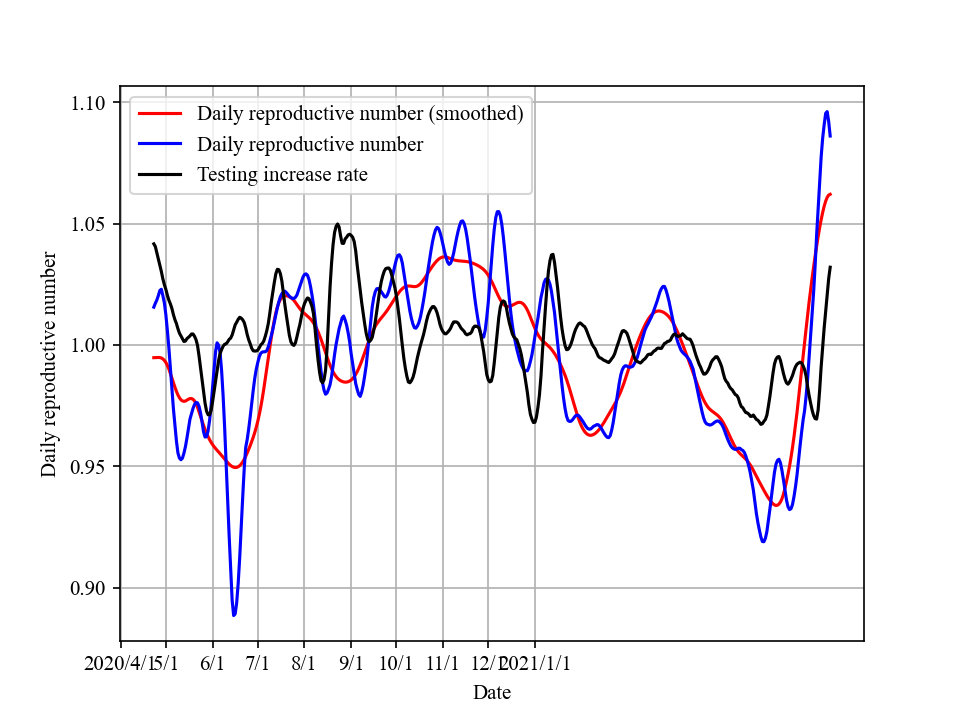 Daily reproductive number (smoothed)
Daily reproductive number
Testing increase rate
Daily reproductive number
1.10
1.05
1.00
0.95
0.90
2020/4/1 5/1 6/1 7/1 8/1 9/1 10/1 11/1 12/1 2021/1/1
Date